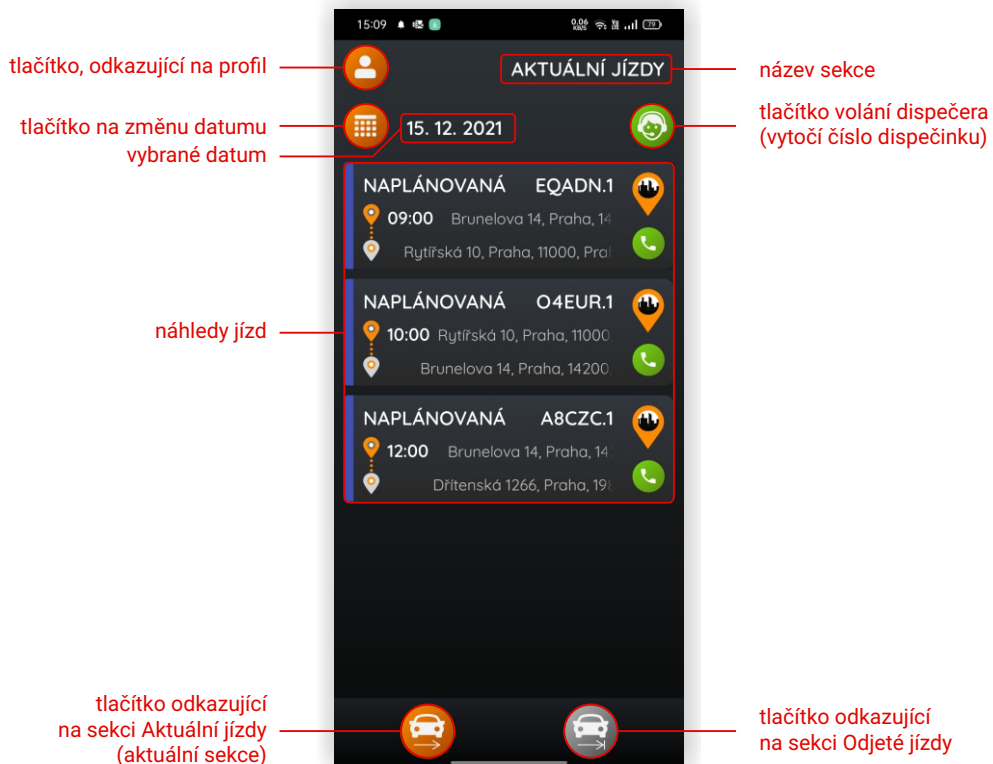 15:09
0.06
KB/S
79
tlačítko, odkazující na profil
AKTUÁLNÍ JÍZDY
název sekce
tlačítko na změnu datumu
vybrané datum
15. 12. 2021
tlačítko volání dispečera
(vytočí číslo dispečinku)
NAPLÁNOVANÁ EQADN.1
09:00 Brunelova 14, Praha, 14
Rytířská 10, Praha, 11000, Pra
náhledy jízd
NAPLÁNOVANÁ O4EUR.1
10:00 Rytířská 10, Praha, 11000
Brunelova 14, Praha, 14200
NAPLÁNOVANÁ A8CZC.1
12:00 Brunelova 14, Praha, 14
Dřítenská 1266, Praha, 198
tlačítko odkazující
na sekci Aktuální jízdy
(aktuální sekce)
tlačítko odkazující
na sekci Odjeté jízdy